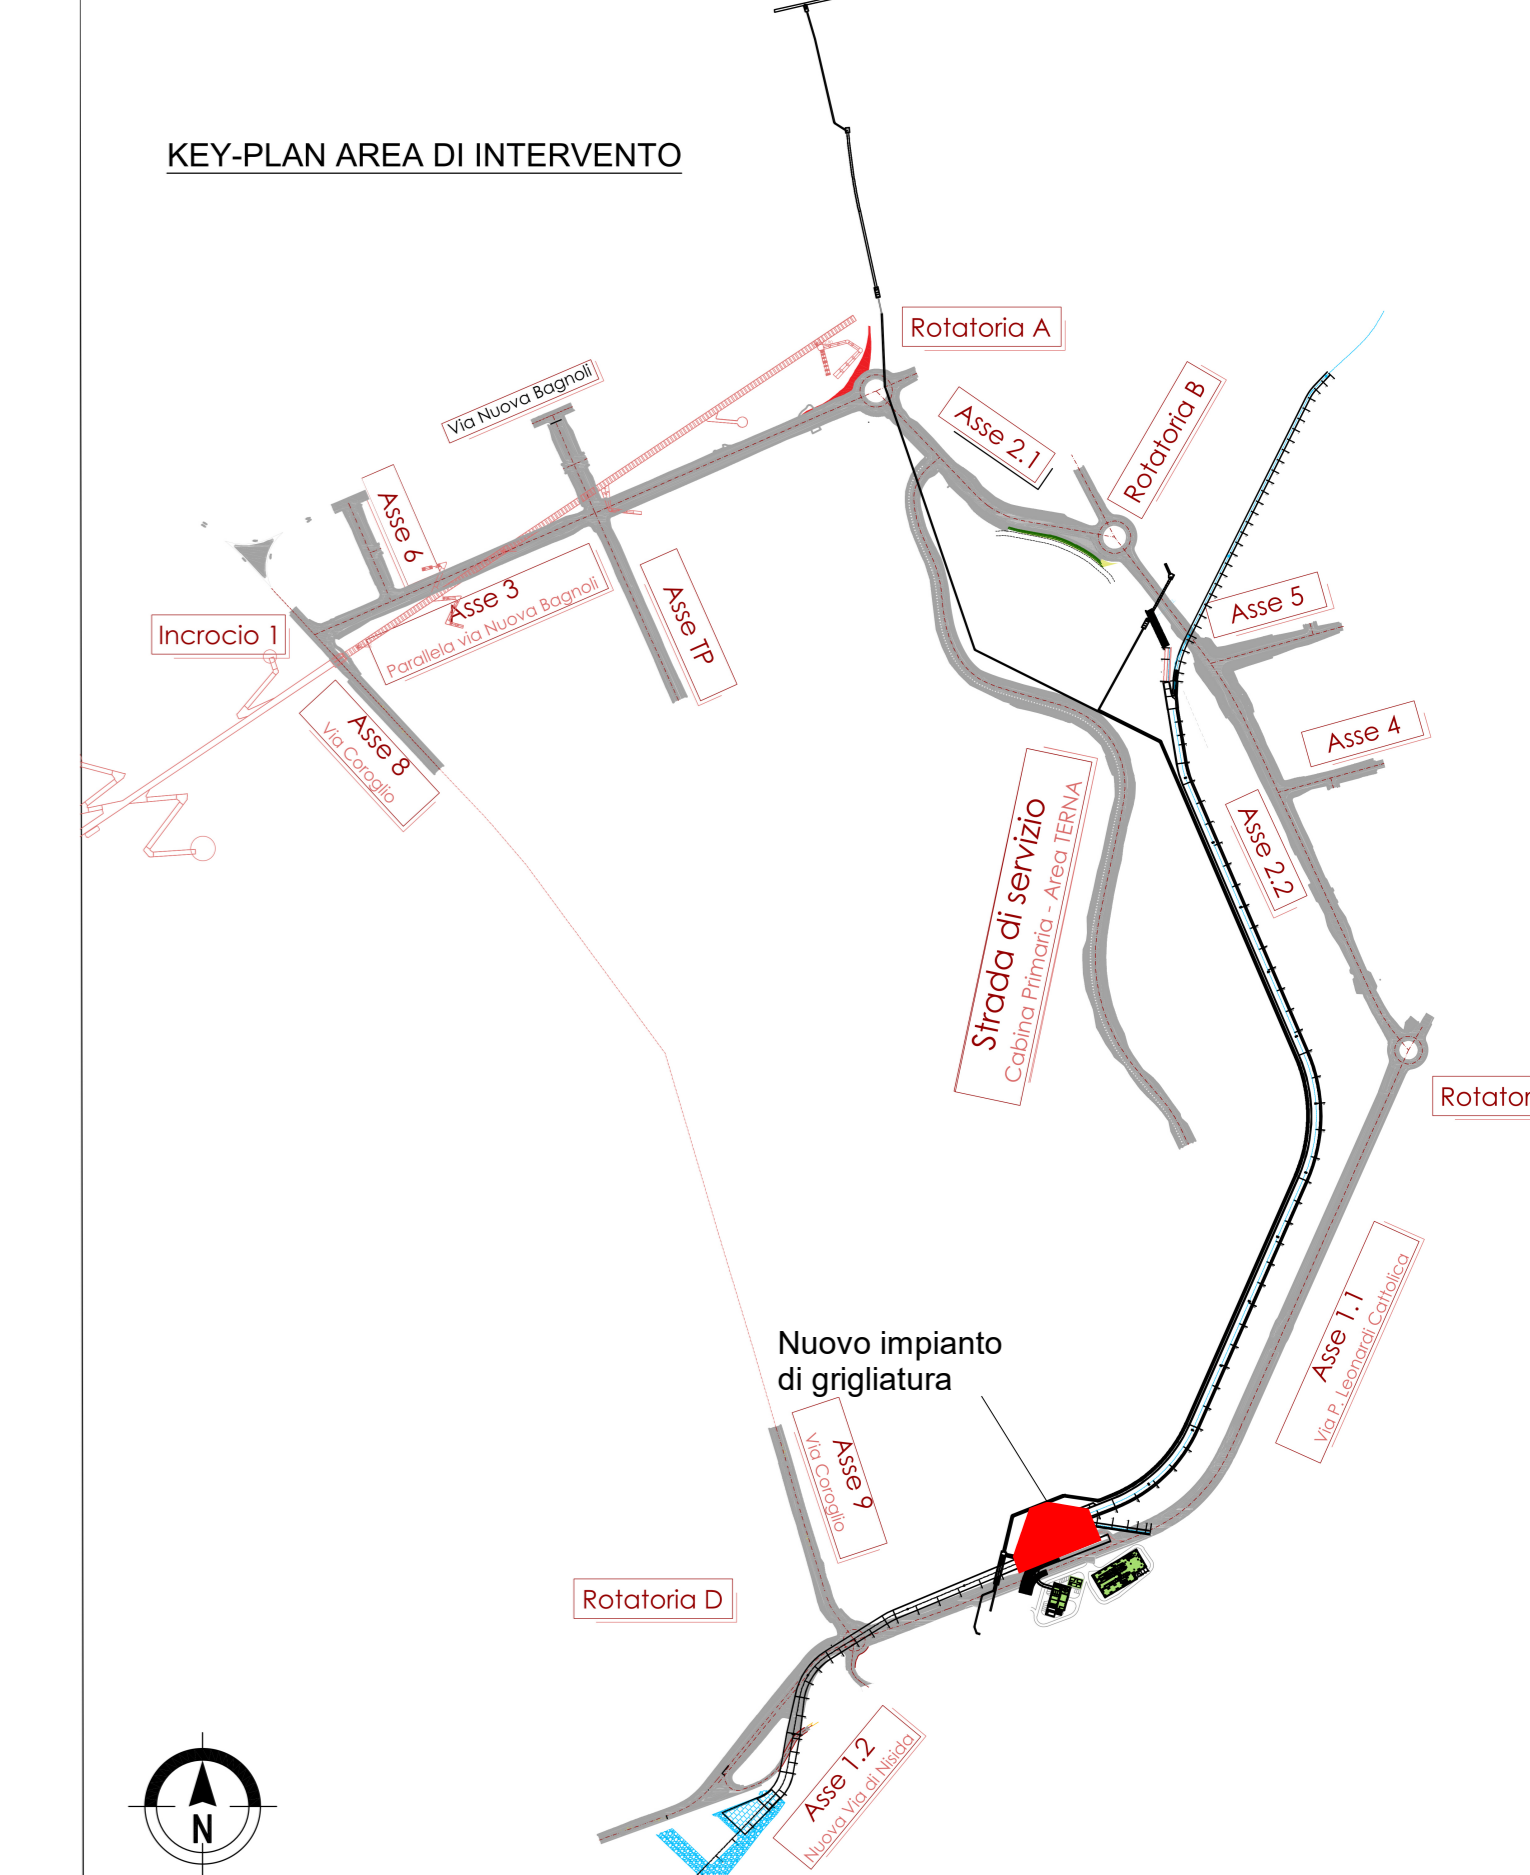 KEY-PLAN AREA DI INTERVENTO
Rotatoria A
Via Nuova Bagnoli
Asse 2.1
Rotatoria B
Asse 6
Asse 3
Parallela via Nuova Bagnoli
Asse TP
Asse 5
Incrocio 1
Asse 8
Via Coroglio
Asse 4
Strada di servizio
Cabina Primaria - Area TERNA
Asse 2.2
Rotator
Asse 1.1
Via P. Leonardi Cattolica
Nuovo impianto
di grigliatura
Asse 9
Via Coroglio
Rotatoria D
Asse 1.2
Nuova Via di Nisida
N